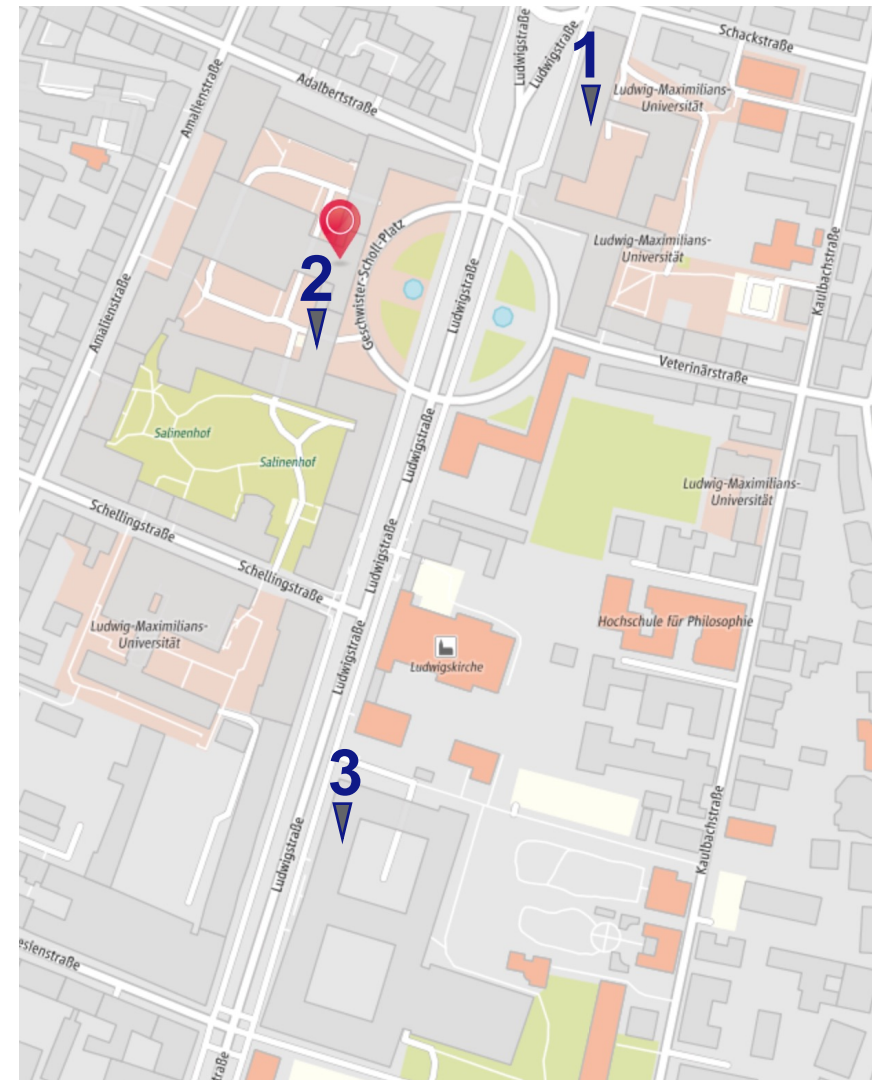 Ludwigstraße
Ludwigstraße
1
Schackstraße
Amalienstraße
Adalbertstraße
Ludwig-Maximilians-
Universität
Geschwister-Scholl-Platz
2
Ludwigstraße
Ludwig-Maximilians-
Universität
Kaulbachstraße
Amalienstraße
Veterinärstraße
Salinenhof
Salinenhof
Ludwigstraße
Ludwig-Maximilians-
Universität
Schellingstraße
Schellingstraße
Ludwigstraße
Ludwig-Maximilians-
Universität
Hochschule für Philosophie
Ludwigstraße
Ludwigskirche
3
Ludwigstraße
Kaulbachstraße
esienstraße
raße